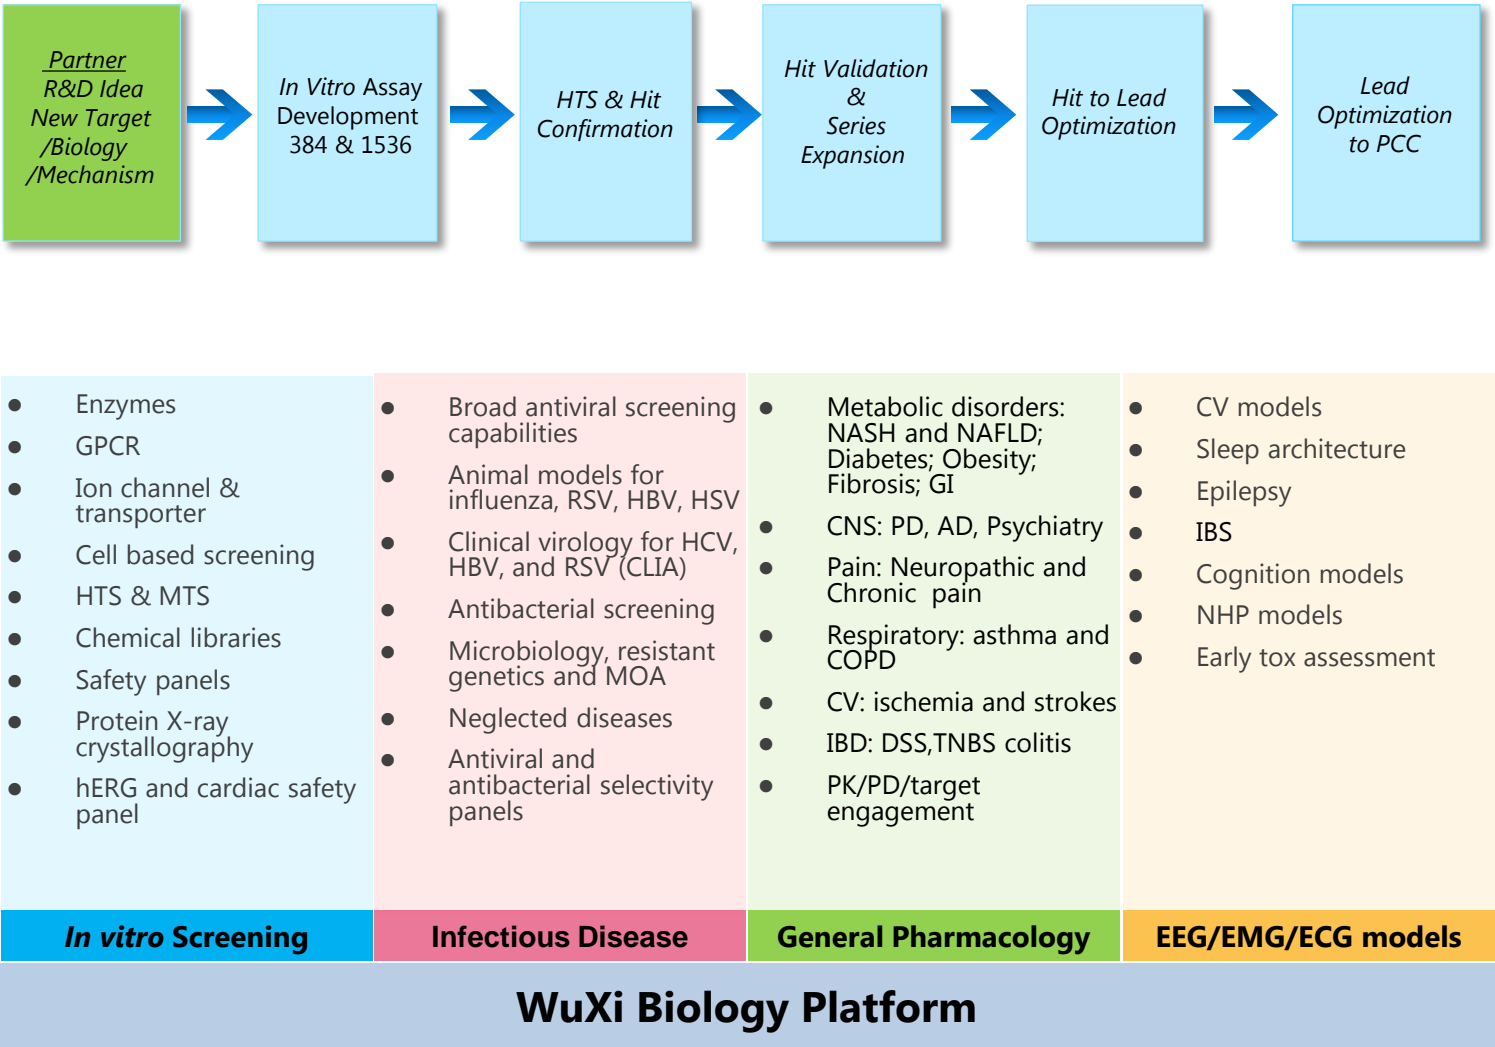 Partner
R&D Idea
New Target
/Biology
/Mechanism
In Vitro Assay
Development
384 & 1536
HTS & Hit
Confirmation
Hit Validation
&
Series
Expansion
Hit to Lead
Optimization
Lead
Optimization
to PCC
● Enzymes
● GPCR
● Ion channel &
transporter
● Cell based screening
● HTS & MTS
● Chemical libraries
● Safety panels
● Protein X-ray
crystallography
● hERG and cardiac safety
panel
In vitro Screening
● Broad antiviral screening
capabilities
● Animal models for
influenza, RSV, HBV, HSV
● Clinical virology for HCV,
HBV, and RSV (CLIA)
● Antibacterial screening
● Microbiology, resistant
genetics and MOA
● Neglected diseases
● Antiviral and
antibacterial selectivity
panels
Infectious Disease
● Metabolic disorders:
NASH and NAFLD;
Diabetes; Obesity;
Fibrosis; GI
● CNS: PD, AD, Psychiatry
● Pain: Neuropathic and
Chronic pain
● Respiratory: asthma and
COPD
● CV: ischemia and strokes
● IBD: DSS,TNBS colitis
● PK/PD/target
engagement
General Pharmacology
● CV models
● Sleep architecture
● Epilepsy
● IBS
● Cognition models
● NHP models
● Early tox assessment
EEG/EMG/ECG models
WuXi Biology Platform